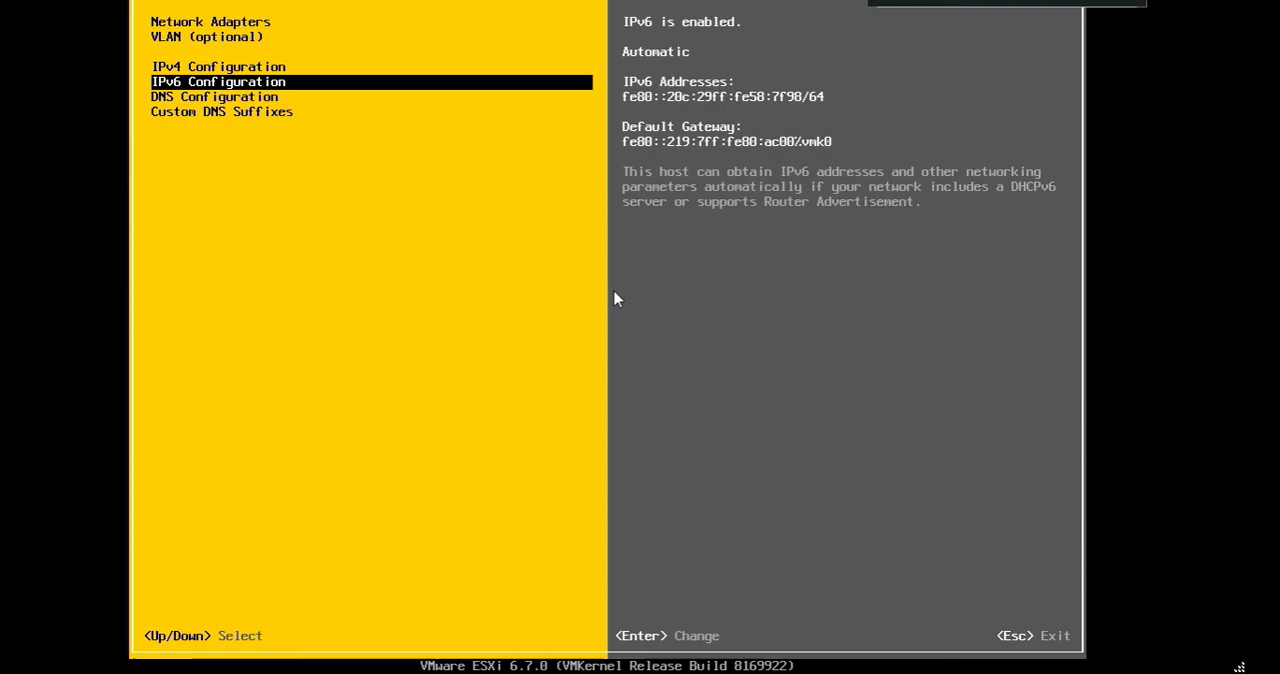 Network Adapters
VLAN (optional)
IPv4 Configuration
IPv6 Configuration
DNS Configuration
Custom DNS Suffixes
IPv6 is enabled.
Automatic
IPv6 Addresses:
fe80::20c:29ff:fe58:7f98/64
Default Gateway:
fe80::219:7ff:fe80:ac00%vmk0
This host can obtain IPv6 addresses and other networking
parameters automatically if your network includes a DHCPv6
server or supports Router Advertisement.
<Up/Down> Select
<Enter> Change
<Esc> Exit
VMware ESXi 6.7.0 (VMKernel Release Build 8169922)